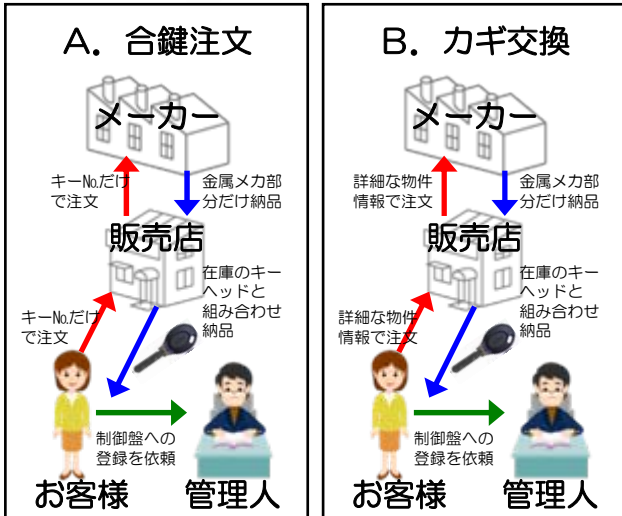 A．合鍵注文
メーカー
キー№だけ
で注文
金属メカ部
分だけ納品
販売店
在庫のキー
ヘッドと
組み合わせ
納品
キー№だけ
で注文
制御盤への
登録を依頼
お客様
管理人
B．カギ交換
メーカー
詳細な物件
情報で注文
金属メカ部
分だけ納品
販売店
在庫のキー
ヘッドと
組み合わせ
納品
詳細な物件
情報で注文
制御盤への
登録を依頼
お客様
管理人